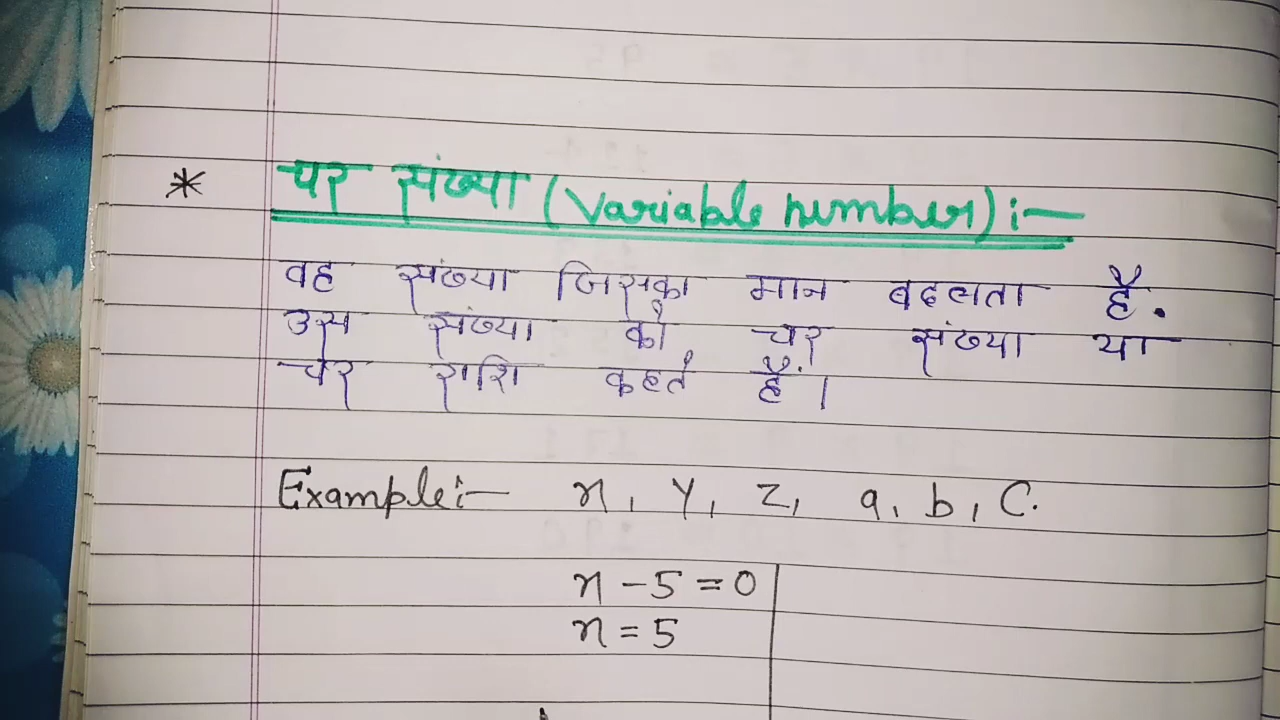 * चर संख्या (Variable number) :-
वह संख्या जिसका मान बदलता है.
उस संख्या को चर संख्या या
चर राशि कहते हैं।
Example :- x, y, z, a, b, c.
x - 5 = 0
x = 5